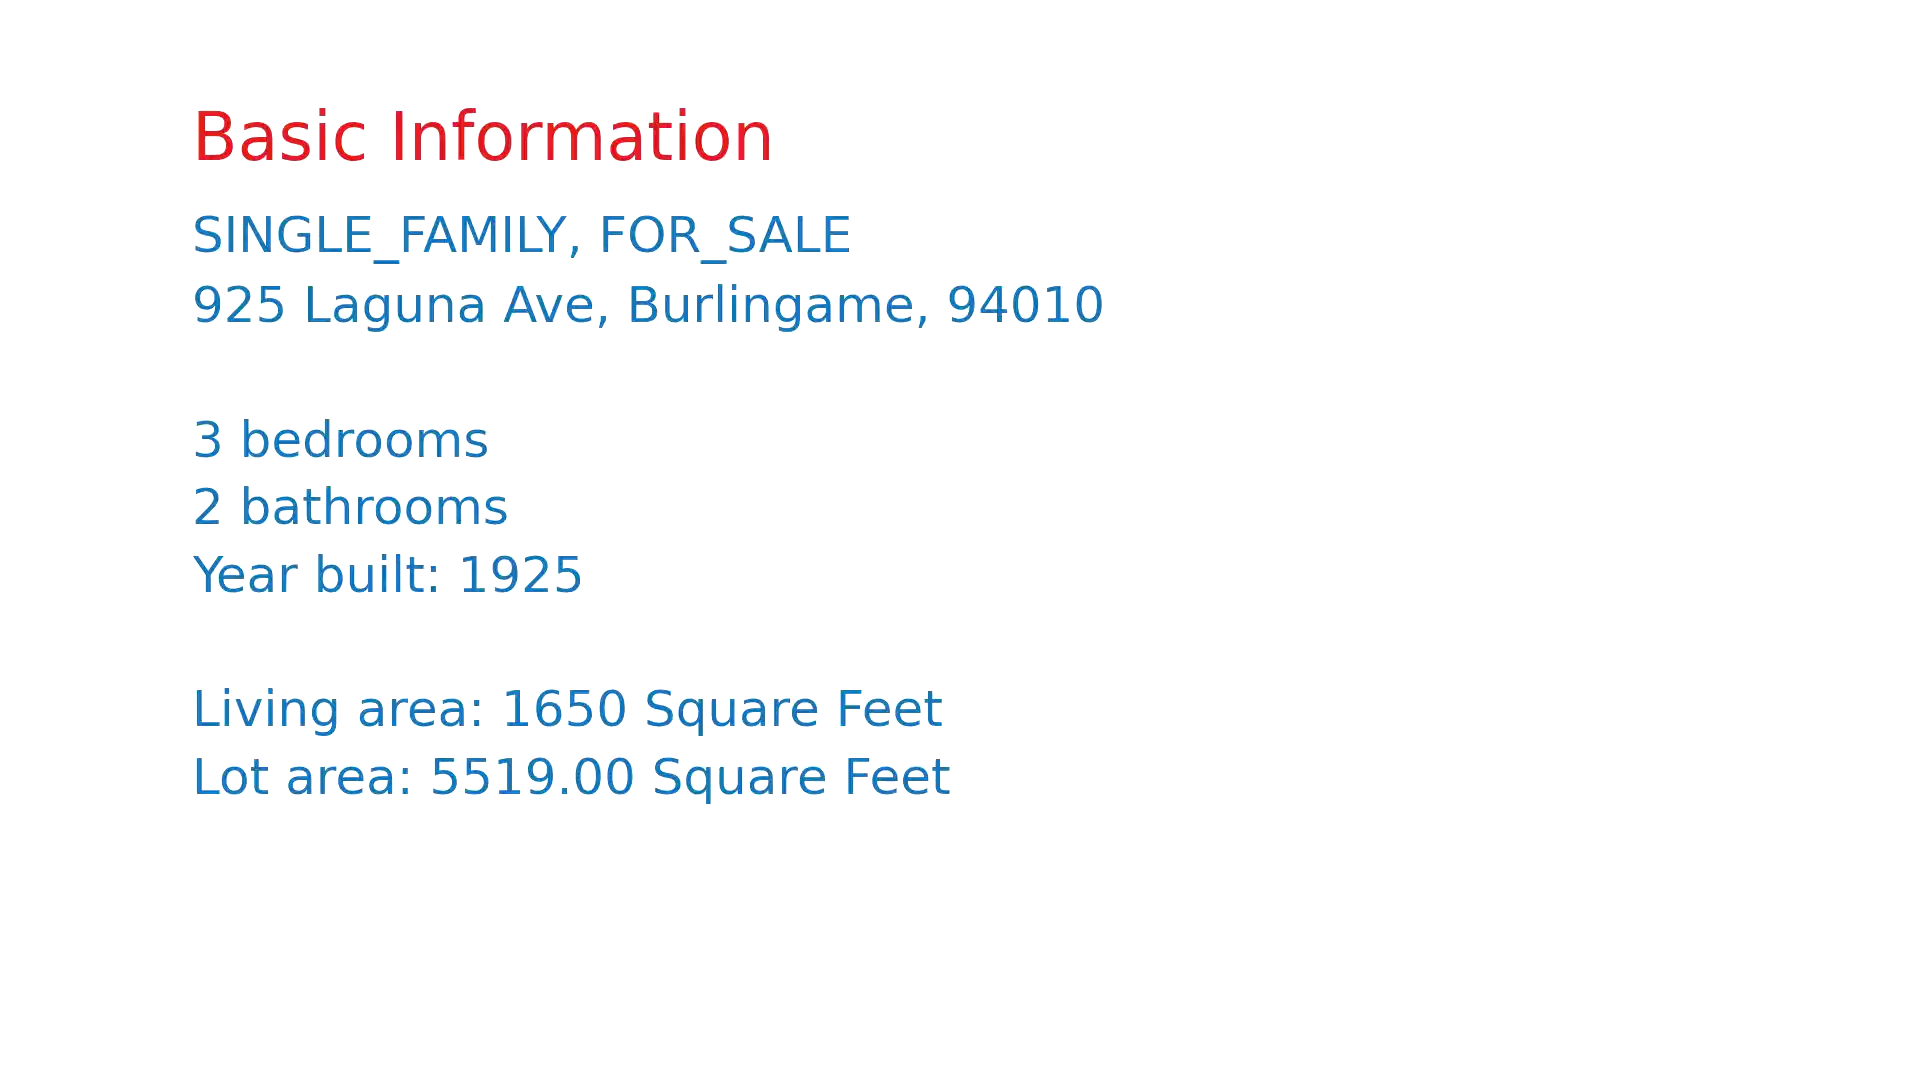 Basic Information
SINGLE_FAMILY, FOR_SALE
925 Laguna Ave, Burlingame, 94010
3 bedrooms
2 bathrooms
Year built: 1925
Living area: 1650 Square Feet
Lot area: 5519.00 Square Feet